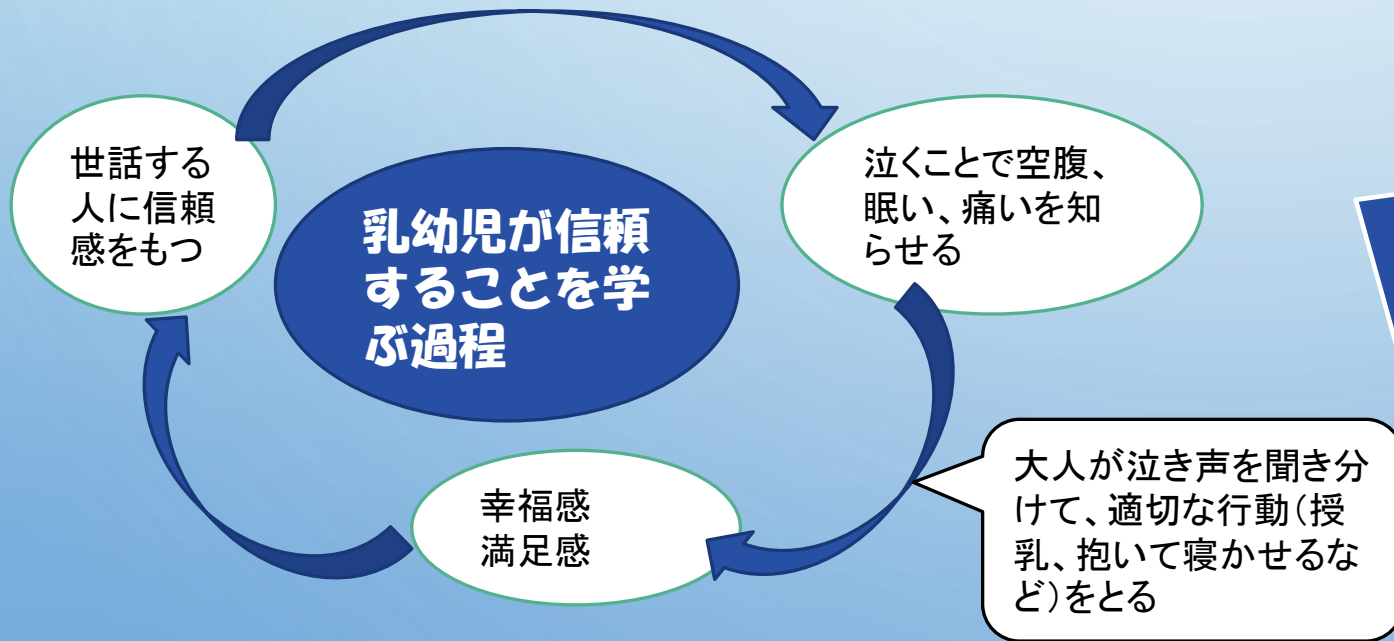 世話する
人に信頼
感をもつ
乳幼児が信頼
することを学
ぶ過程
泣くことで空腹、
眠い、痛いを知
らせる
幸福感
満足感
大人が泣き声を聞き分
けて、適切な行動（授
乳、抱いて寝かせるな
ど）をとる